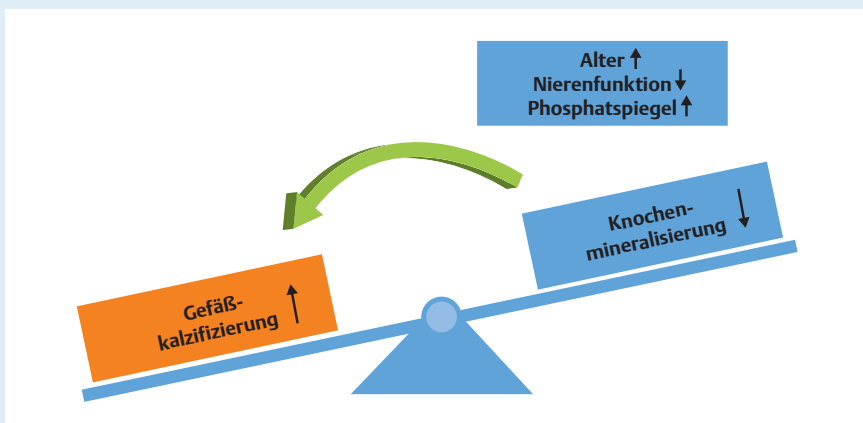 Alter ↑
Nierenfunktion ↓
Phosphatspiegel ↑
Knochen-
mineralisierung ↓
Gefäß-
kalzifizierung ↑